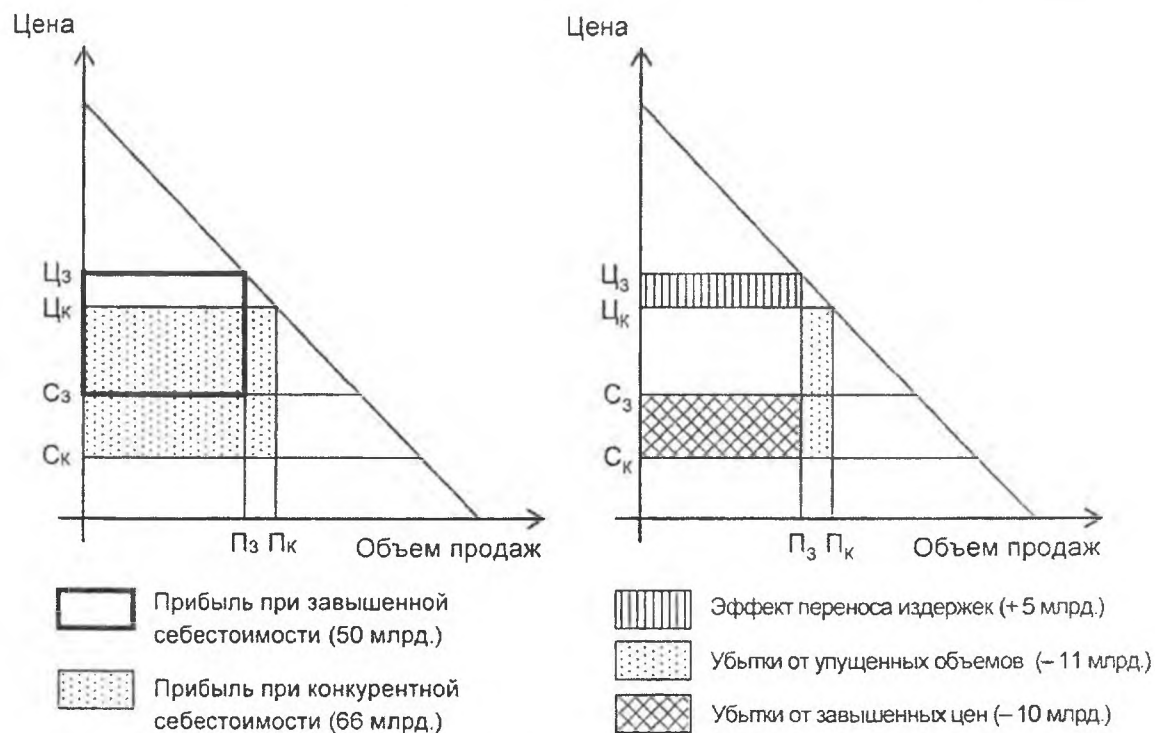 Цена
Цз
Цк
Сз
Ск
Пз Пк
Объем продаж
Прибыль при завышенной
себестоимости (50 млрд.)
Прибыль при конкурентной
себестоимости (66 млрд.)
Цена
Цз
Цк
Сз
Ск
Пз Пк
Объем продаж
Эффект переноса издержек (+ 5 млрд.)
Убытки от упущенных объемов (– 11 млрд.)
Убытки от завышенных цен (– 10 млрд.)